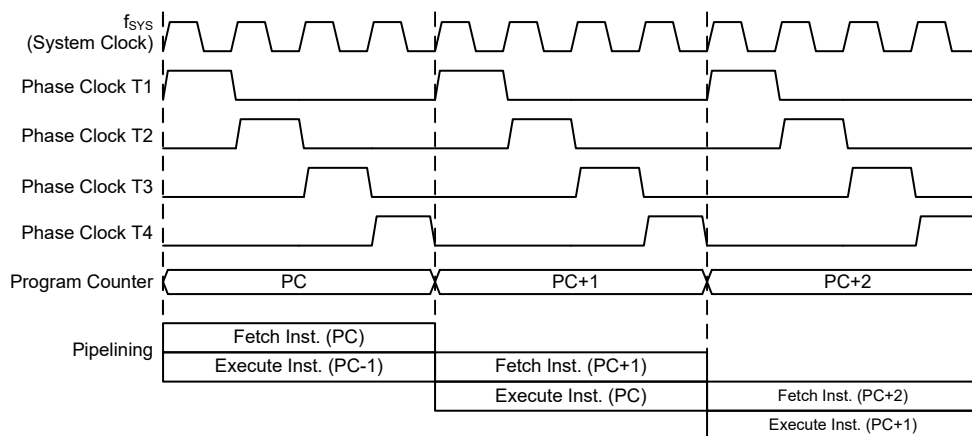 fSYS
(System Clock)
Phase Clock T1
Phase Clock T2
Phase Clock T3
Phase Clock T4
Program Counter PC PC+1 PC+2
Pipelining
Fetch Inst. (PC)
Execute Inst. (PC-1) Fetch Inst. (PC+1)
Execute Inst. (PC) Fetch Inst. (PC+2)
Execute Inst. (PC+1)